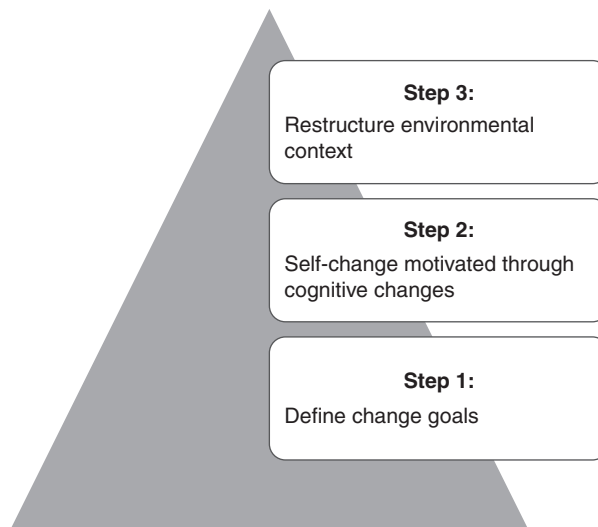 Step 3:
Restructure environmental
context
Step 2:
Self-change motivated through
cognitive changes
Step 1:
Define change goals